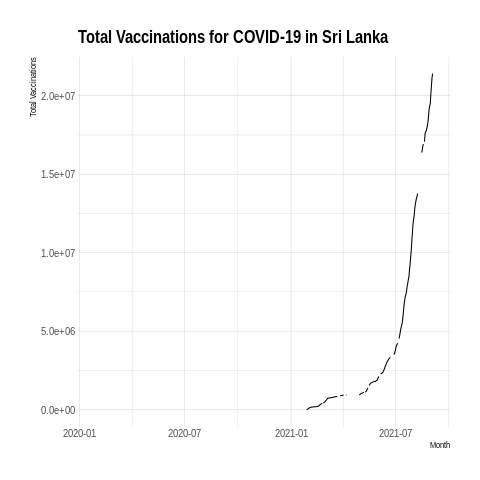 Total Vaccinations for COVID-19 in Sri Lanka
Total Vaccinations
2.0e+07
1.5e+07
1.0e+07
5.0e+06
0.0e+00
2020-01 2020-07 2021-01 2021-07
Month